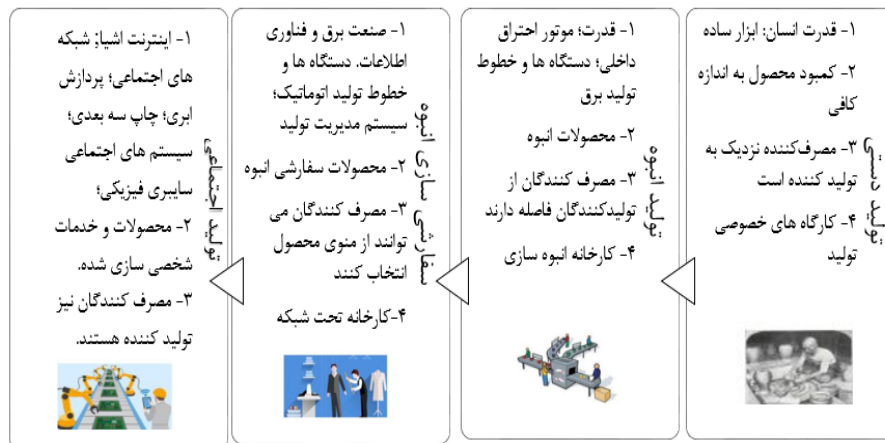 تولید دستی
۱- قدرت انسان: ابزار ساده
۲- کمبود محصول به اندازه
کافی
۳- مصرف‌کننده نزدیک به
تولید کننده است
۴- کارگاه های خصوصی
تولید
تولید انبوه
۱- قدرت؛ موتور احتراق
داخلی؛ دستگاه ها و خطوط
تولید برق
۲- محصولات انبوه
۳- مصرف کنندگان از
تولیدکنندگان فاصله دارند
۴- کارخانه انبوه سازی
سفارشی سازی انبوه
۱- صنعت برق و فناوری
اطلاعات. دستگاه ها و
خطوط تولید اتوماتیک؛
سیستم مدیریت تولید
۲- محصولات سفارشی انبوه
۳- مصرف کنندگان می
توانند از منوی محصول
انتخاب کنند
۴-کارخانه تحت شبکه
تولید اجتماعی
۱- اینترنت اشیا; شبکه
های اجتماعی؛ پردازش
ابری؛ چاپ سه بعدی؛
سیستم های اجتماعی
سایبری فیزیکی؛
۲- محصولات و خدمات
شخصی سازی شده.
۳- مصرف کنندگان نیز
تولید کننده هستند.